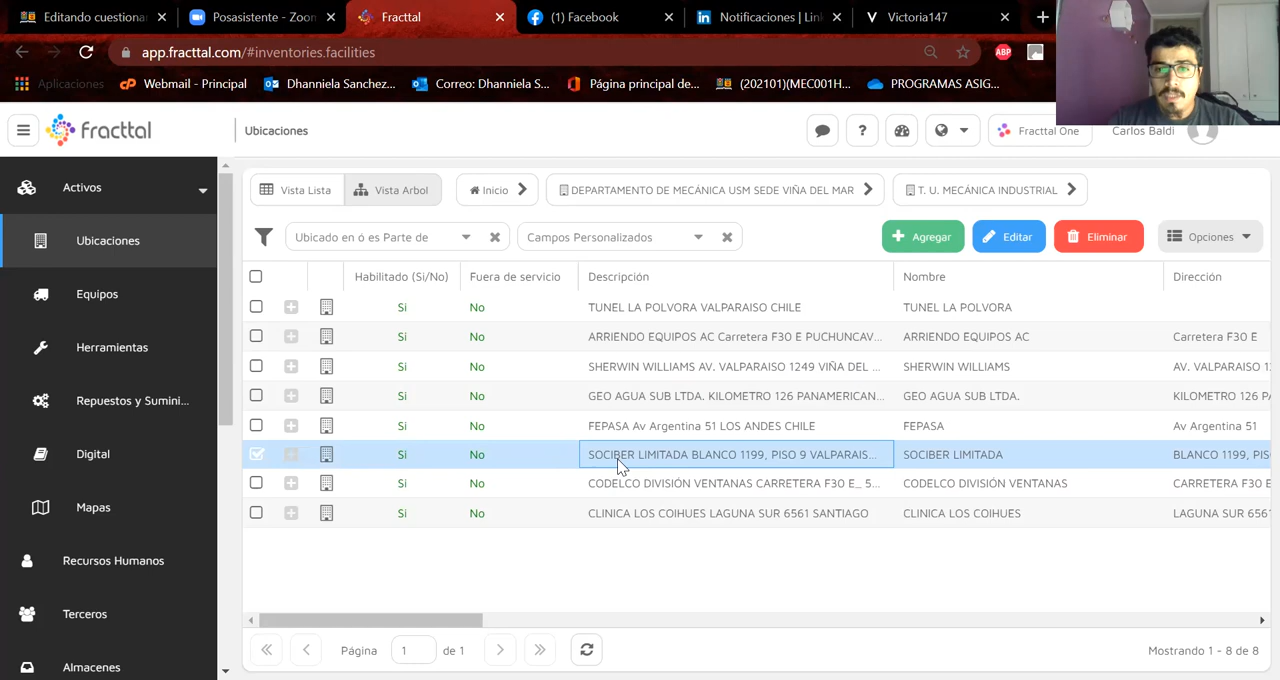 Editando cuestionar
Posasistente - Zoom
Fracttal
(1) Facebook
Notificaciones | Link
Victoria147
app.fracttal.com/#inventories.facilities
ABP
Aplicaciones
Webmail - Principal
Dhanniela Sanchez...
Correo: Dhanniela S...
Página principal de...
(202101)(MEC001H...
PROGRAMAS ASIG...
fracttal
Ubicaciones
Fracttal One
Carlos Baldi
Activos
Ubicaciones
Equipos
Herramientas
Repuestos y Sumini...
Digital
Mapas
Recursos Humanos
Terceros
Almacenes
Vista Lista
Vista Arbol
Inicio
DEPARTAMENTO DE MECÁNICA USM SEDE VIÑA DEL MAR
T. U. MECÁNICA INDUSTRIAL
Ubicado en ó es Parte de
Campos Personalizados
Agregar
Editar
Eliminar
Opciones
Habilitado (Si/No) Fuera de servicio Descripción Nombre Dirección
Si No TUNEL LA POLVORA VALPARAISO CHILE TUNEL LA POLVORA
Si No ARRIENDO EQUIPOS AC Carretera F30 E PUCHUNCAV... ARRIENDO EQUIPOS AC Carretera F30 E
Si No SHERWIN WILLIAMS AV. VALPARAISO 1249 VIÑA DEL ... SHERWIN WILLIAMS AV. VALPARAISO 12
Si No GEO AGUA SUB LTDA. KILOMETRO 126 PANAMERICAN... GEO AGUA SUB LTDA. KILOMETRO 126 PA
Si No FEPASA Av Argentina 51 LOS ANDES CHILE FEPASA Av Argentina 51
Si No SOCIBER LIMITADA BLANCO 1199, PISO 9 VALPARAIS... SOCIBER LIMITADA BLANCO 1199, PIS
Si No CODELCO DIVISIÓN VENTANAS CARRETERA F30 E_ 5... CODELCO DIVISIÓN VENTANAS CARRETERA F30
Si No CLINICA LOS COIHUES LAGUNA SUR 6561 SANTIAGO CLINICA LOS COIHUES LAGUNA SUR 6561
Página 1 de 1
Mostrando 1 - 8 de 8